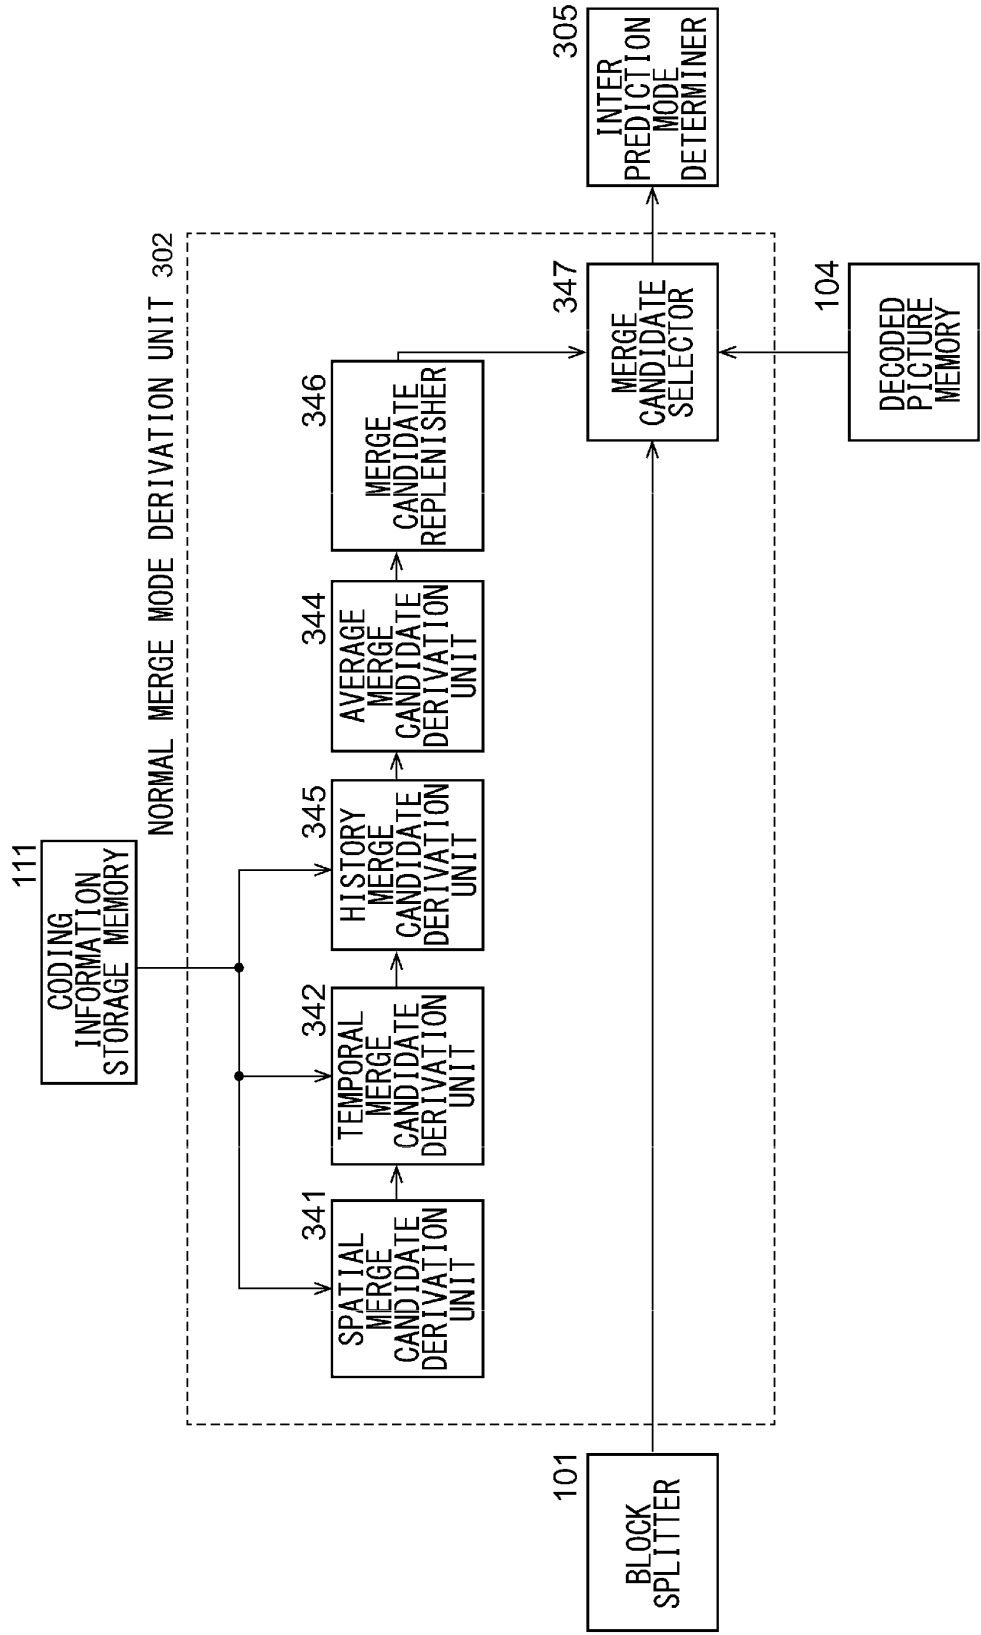 111
CODING
INFORMATION
STORAGE MEMORY
NORMAL MERGE MODE DERIVATION UNIT 302
341
SPATIAL
MERGE
CANDIDATE
DERIVATION
UNIT
342
TEMPORAL
MERGE
CANDIDATE
DERIVATION
UNIT
345
HISTORY
MERGE
CANDIDATE
DERIVATION
UNIT
344
AVERAGE
MERGE
CANDIDATE
DERIVATION
UNIT
346
MERGE
CANDIDATE
REPLENISHER
101
BLOCK
SPLITTER
347
MERGE
CANDIDATE
SELECTOR
305
INTER
PREDICTION
MODE
DETERMINER
104
DECODED
PICTURE
MEMORY